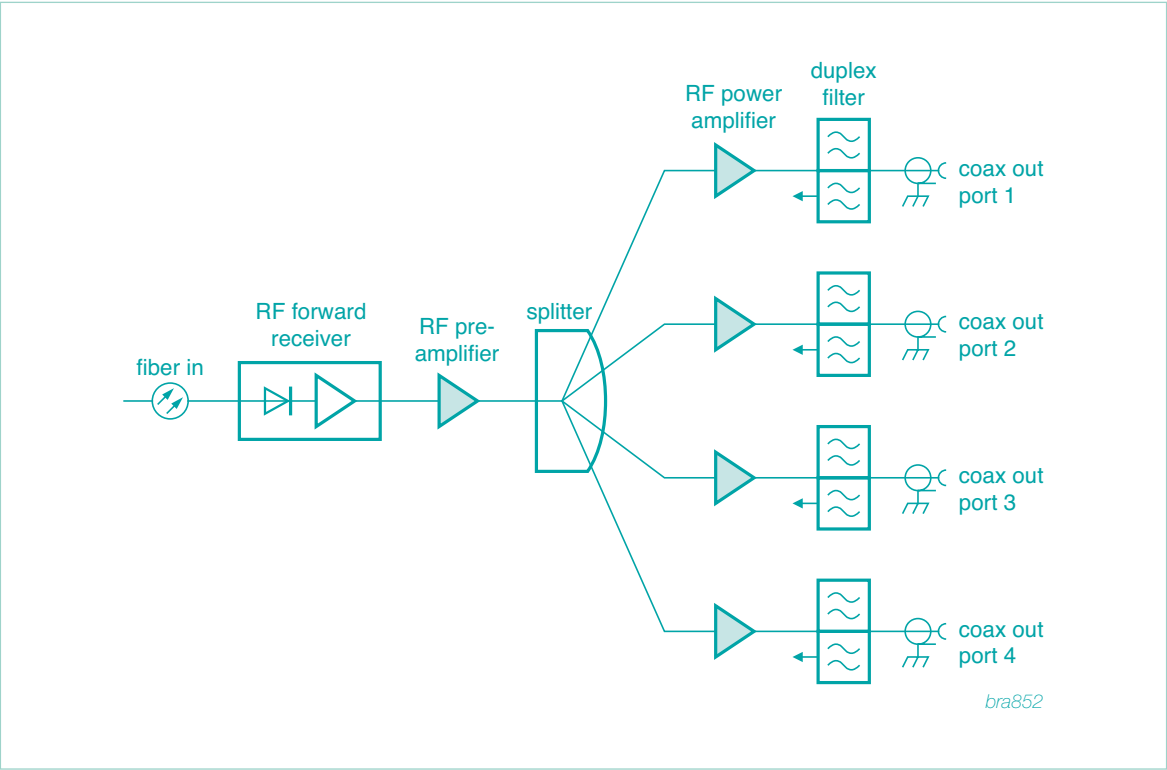 fiber in
RF forward
receiver
RF pre-
amplifier
splitter
RF power
amplifier
duplex
filter
coax out
port 1
coax out
port 2
coax out
port 3
coax out
port 4
bra852